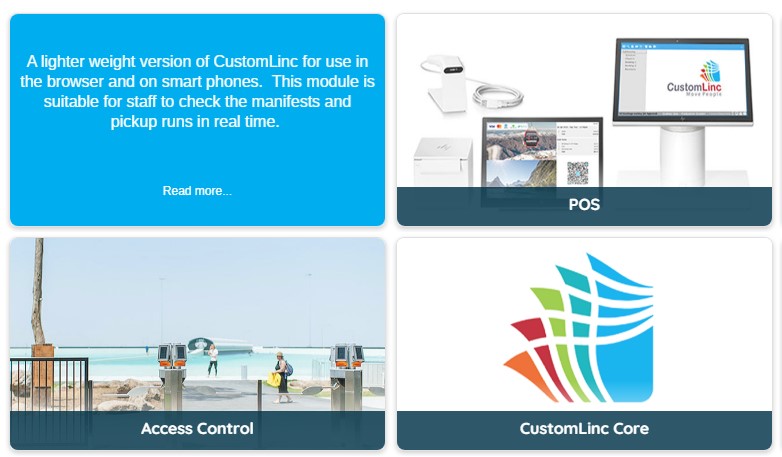 A lighter weight version of CustomLinc for use in
the browser and on smart phones.  This module is
suitable for staff to check the manifests and
pickup runs in real time.
Read more...
CustomLinc
Move People
POS
Access Control
CustomLinc Core